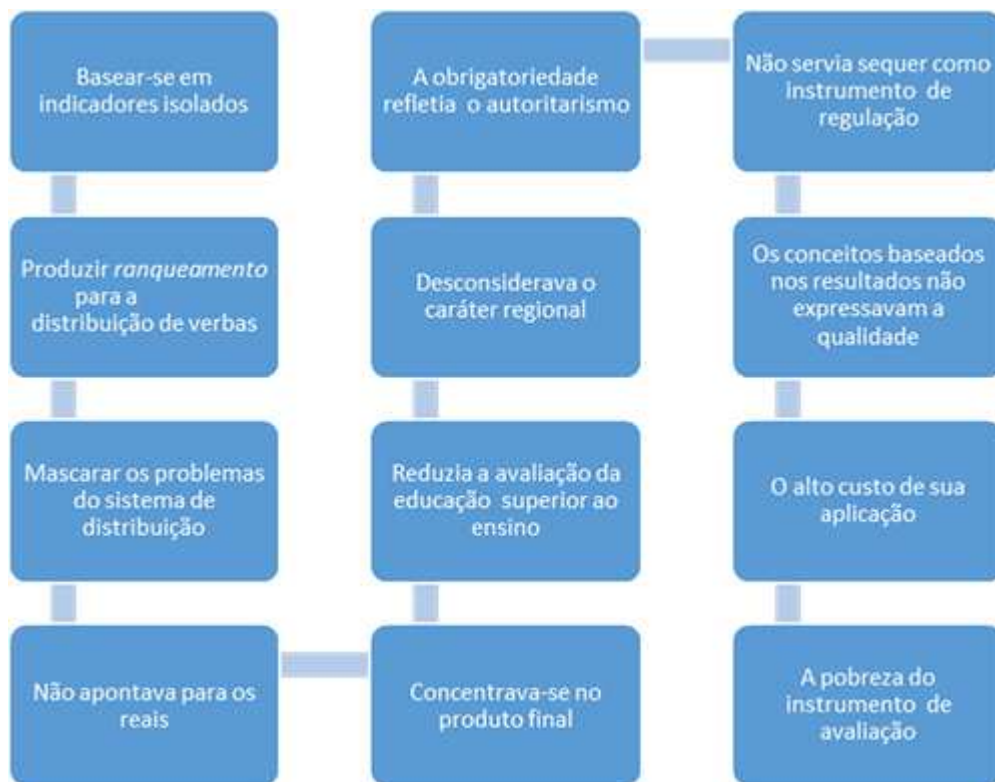 Basear-se em
indicadores isolados
Produzir ranqueamento
para a
distribuição de verbas
Mascarar os problemas
do sistema de
distribuição
Não apontava para os
reais
Concentrava-se no
produto final
Reduzia a avaliação da
educação superior ao
ensino
Desconsiderava o
caráter regional
A obrigatoriedade
refletia o autoritarismo
Não servia sequer como
instrumento de
regulação
Os conceitos baseados
nos resultados não
expressavam a
qualidade
O alto custo de sua
aplicação
A pobreza do
instrumento de
avaliação